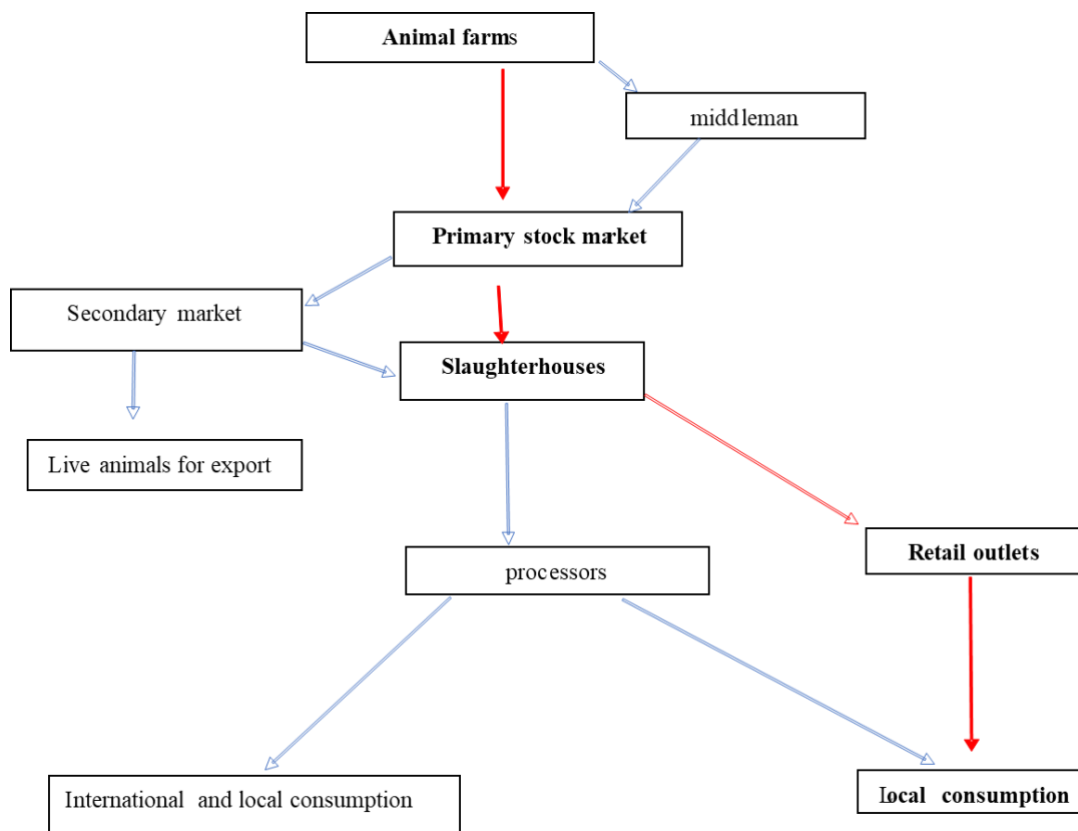 Animal farms
middleman
Primary stock market
Secondary market
Slaughterhouses
Live animals for export
Retail outlets
processors
International and local consumption
Local consumption